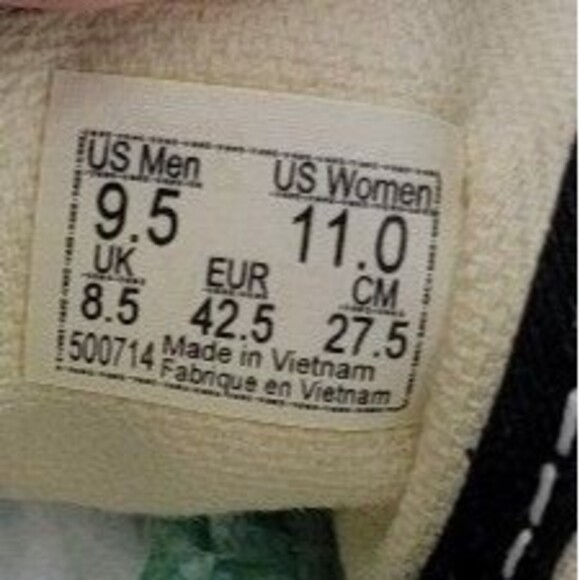 US Men US Women
9.5 11.0
UK EUR CM
8.5 42.5 27.5
500714 Made in Vietnam
Fabrique en Vietnam